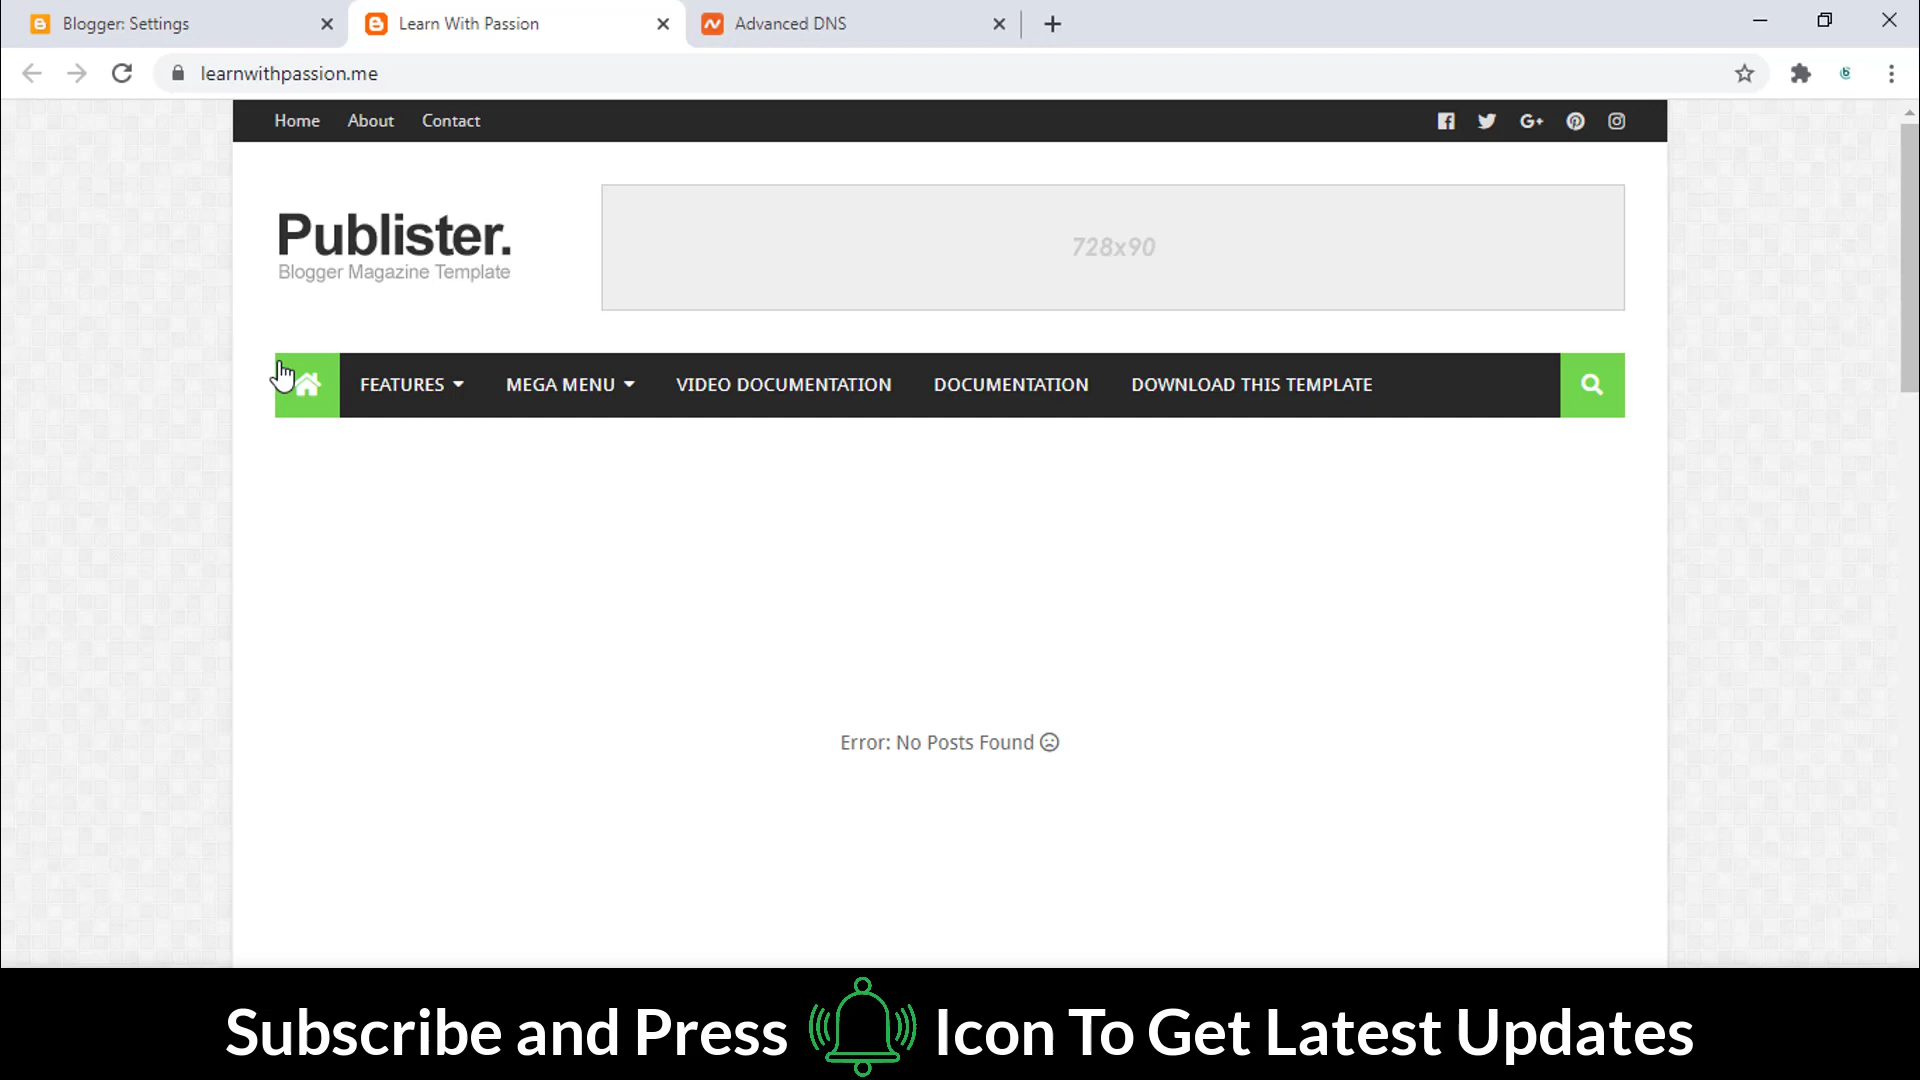 Blogger: Settings
Learn With Passion
Advanced DNS
learnwithpassion.me
Home About Contact
Publister.
Blogger Magazine Template
728x90
FEATURES MEGA MENU VIDEO DOCUMENTATION DOCUMENTATION DOWNLOAD THIS TEMPLATE
Error: No Posts Found
Subscribe and Press Icon To Get Latest Updates